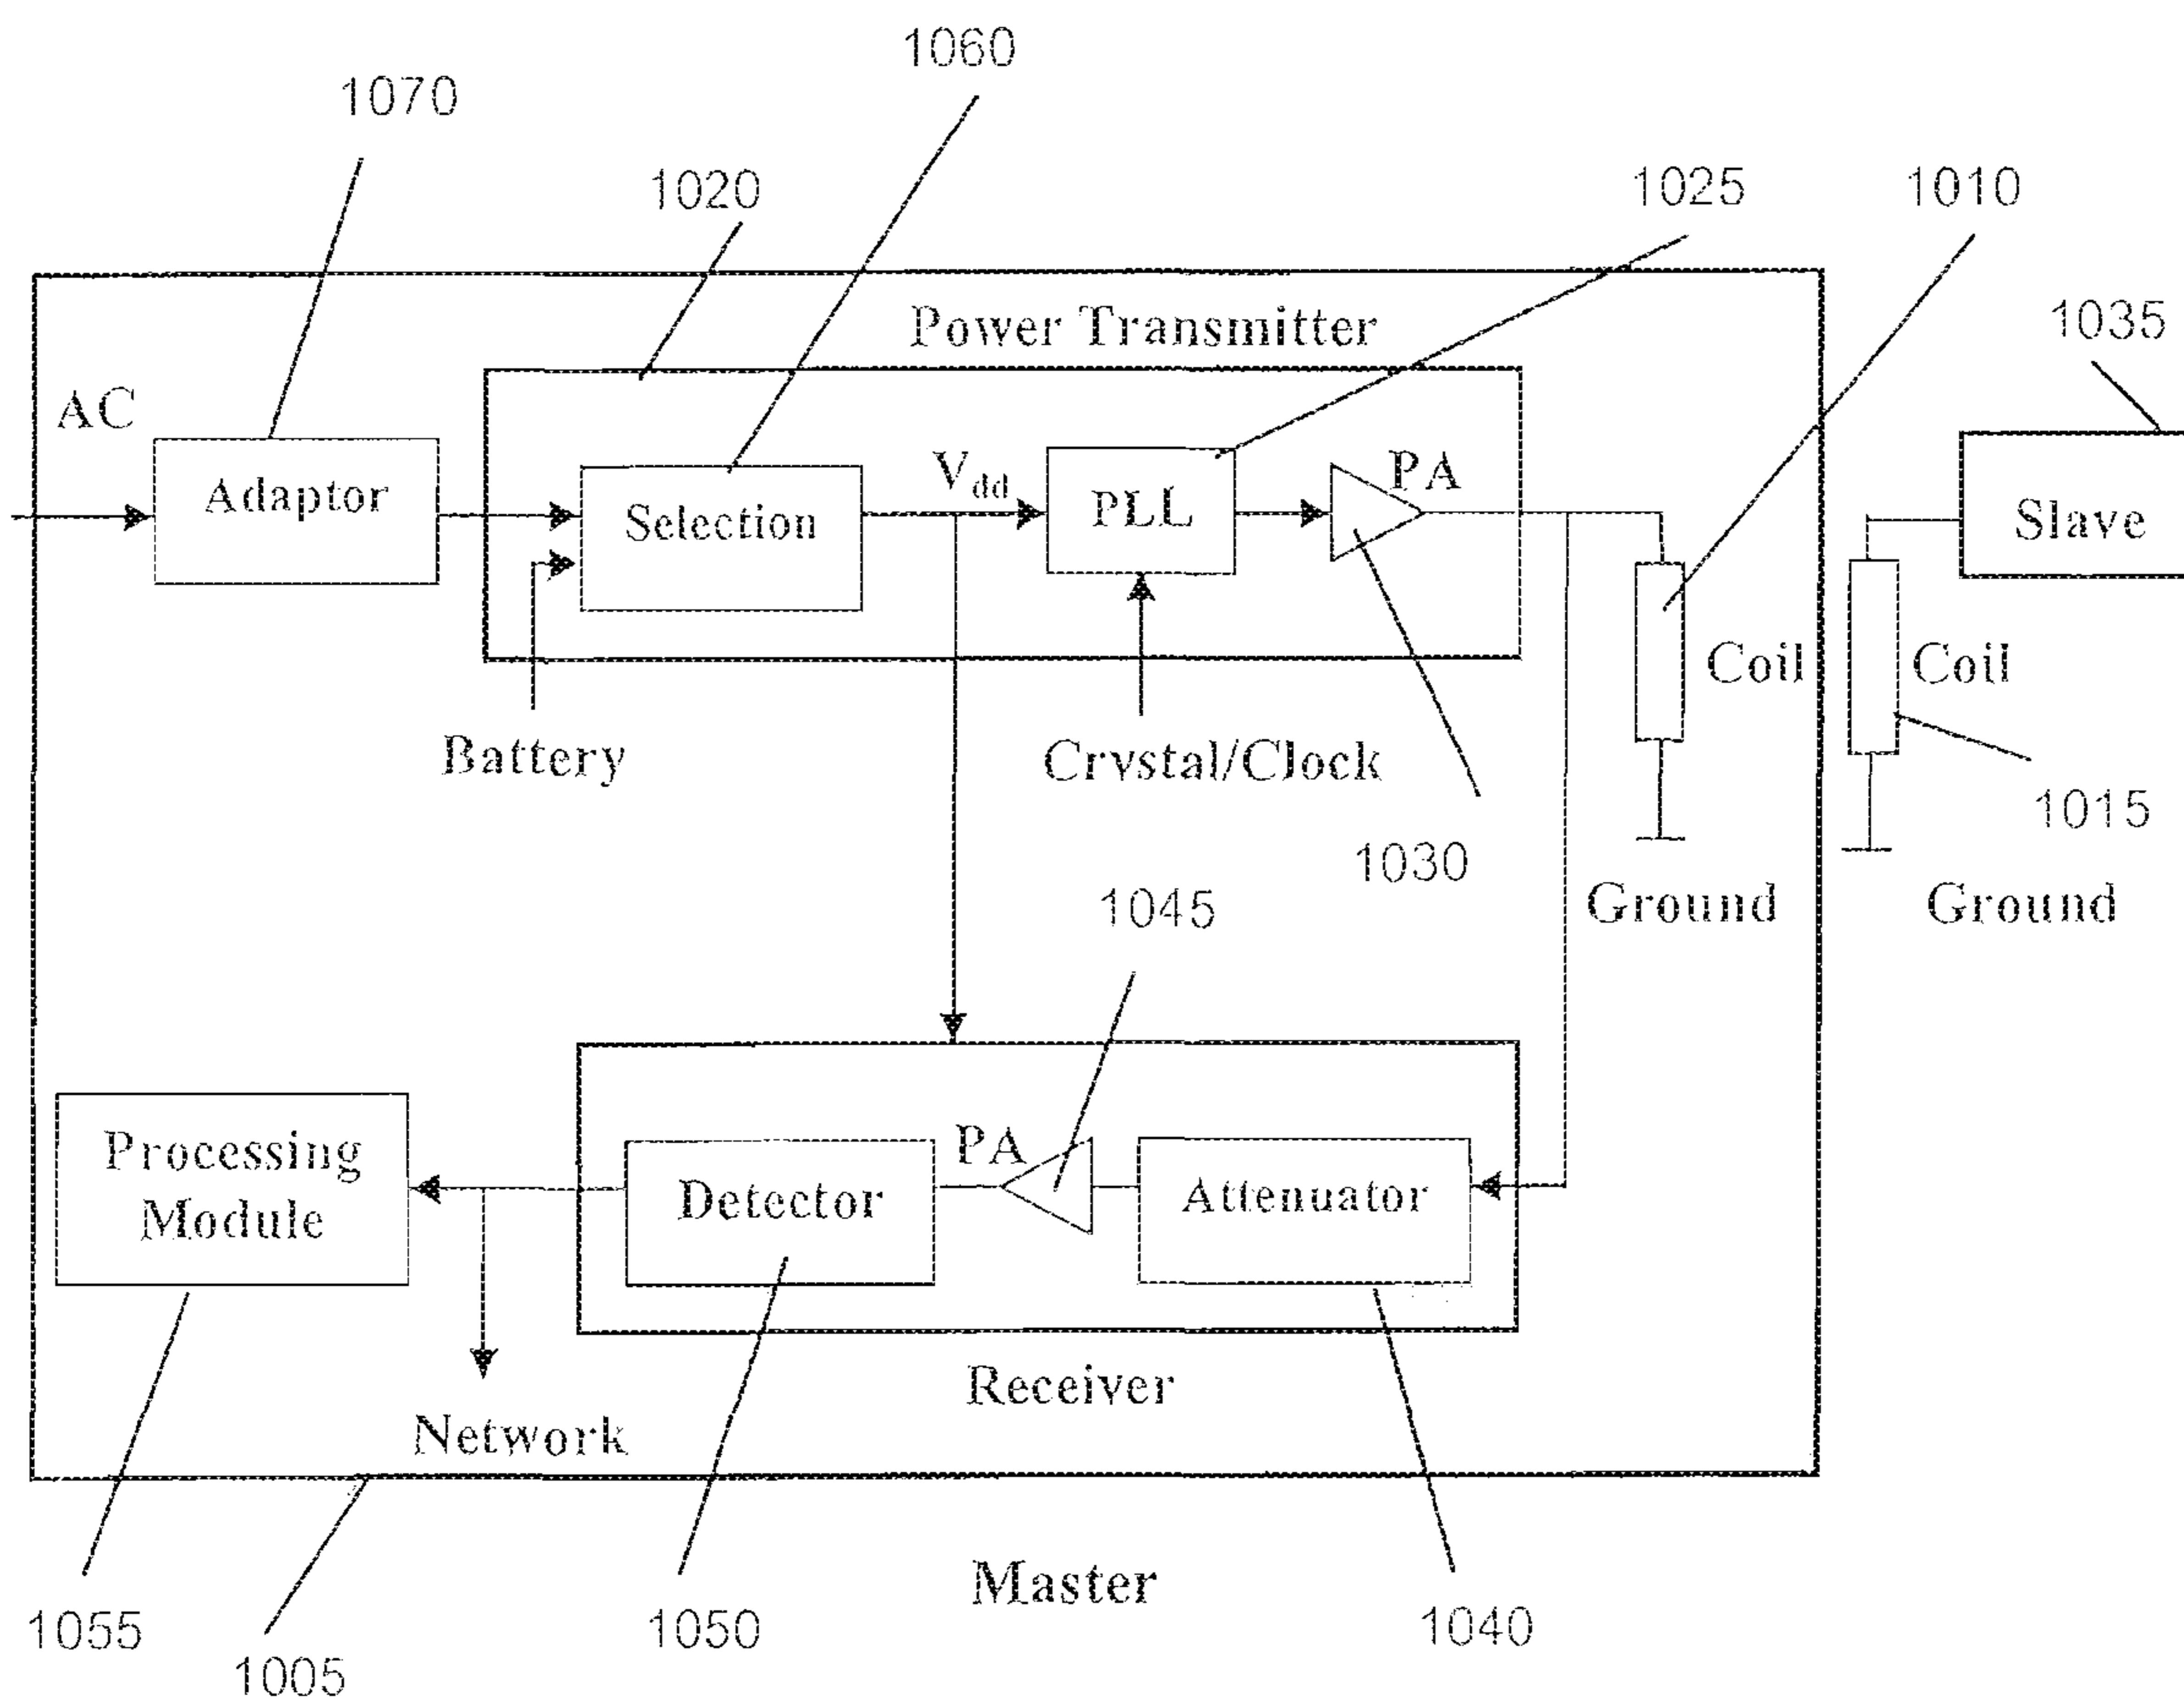 1060
1070
1020
1025
1010
Power Transmitter
1035
AC
Adaptor
Selection
Vdd
PLL
PA
Slave
Coil
Coil
Battery
Crystal/Clock
1015
1030
1045
Ground
Ground
Processing
Module
Detector
PA
Attenuator
Receiver
Network
Master
1055
1005
1050
1040